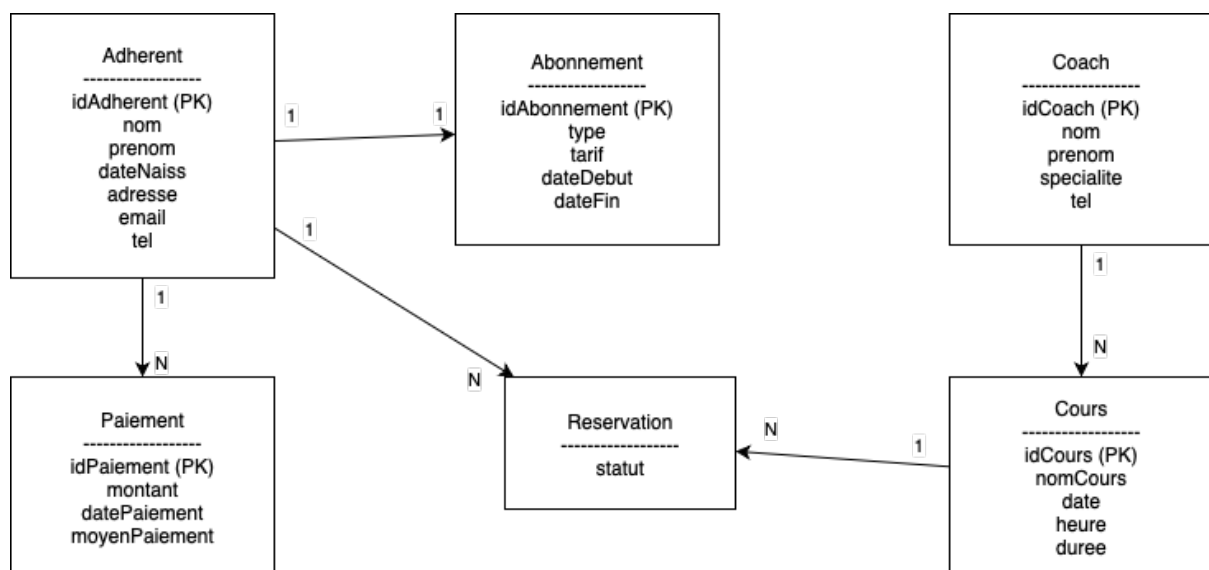 Adherent
-------------------
idAdherent (PK)
nom
prenom
dateNaiss
adresse
email
tel
1
1
Abonnement
-------------------
idAbonnement (PK)
type
tarif
dateDebut
dateFin
Coach
-------------------
idCoach (PK)
nom
prenom
specialite
tel
1
1
1
N
N
N
Paiement
-------------------
idPaiement (PK)
montant
datePaiement
moyenPaiement
Reservation
-------------------
statut
N
1
Cours
-------------------
idCours (PK)
nomCours
date
heure
duree